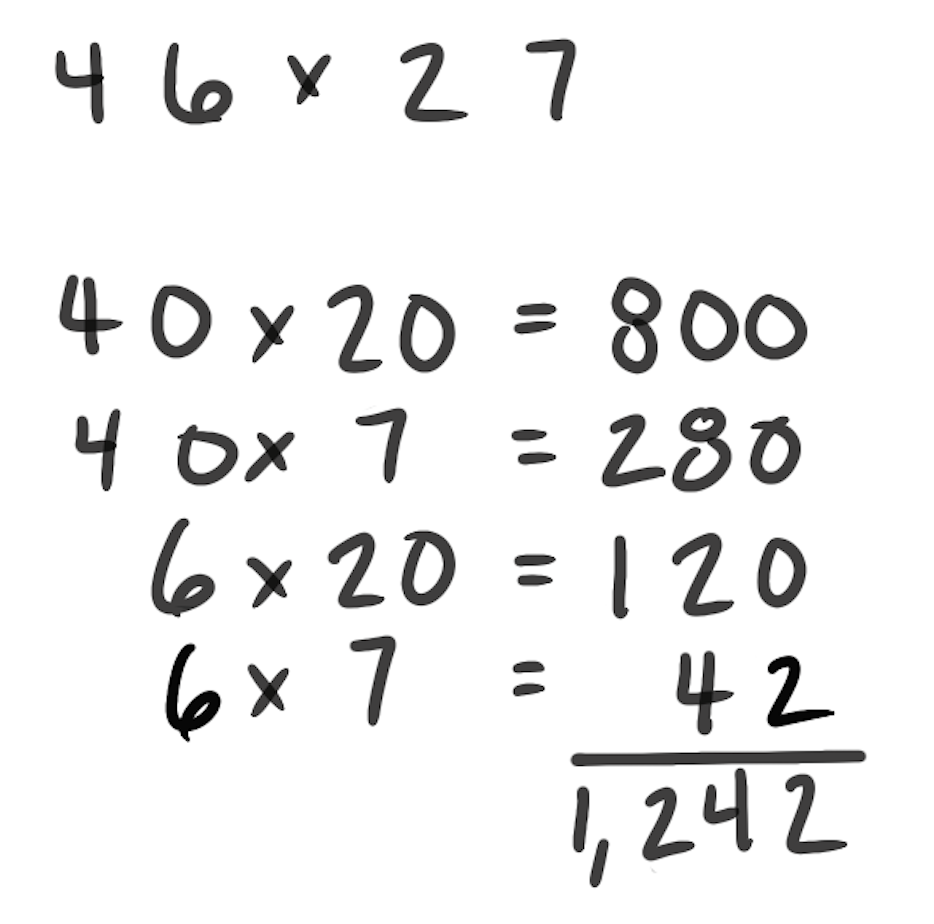 46 x 27
40 x 20 = 800
40 x 7 = 280
6 x 20 = 120
6 x 7 = 42
1,242